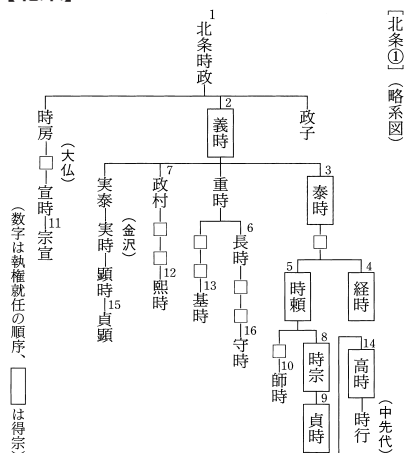 ［北条①］（略系図）
1
北条時政
政子
2
義時
時房
□
（大仏）
宣時
11
宗宣
3
泰時
重時
7
政村
実泰
（金沢）
実時
顕時
15
貞顕
□
4
経時
5
時頼
6
長時
□
□
16
守時
□
□
13
基時
□
□
12
煕時
8
時宗
9
貞時
□
10
師時
14
高時
（中先代）
時行
（数字は執権就任の順序、□は得宗）